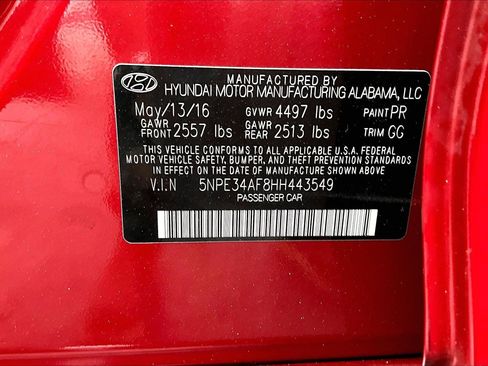 MANUFACTURED BY
HYUNDAI MOTOR MANUFACTURING ALABAMA, LLC
May/13/16 GVWR 4497 lbs PAINT PR
GAWR FRONT 2557 lbs GAWR REAR 2513 lbs TRIM GG
THIS VEHICLE CONFORMS TO ALL APPLICABLE U.S.A. FEDERAL
MOTOR VEHICLE SAFETY, BUMPER, AND THEFT PREVENTION STANDARDS
IN EFFECT ON THE DATE OF MANUFACTURE SHOWN ABOVE.
V.I.N 5NPE34AF8HH443549
PASSENGER CAR